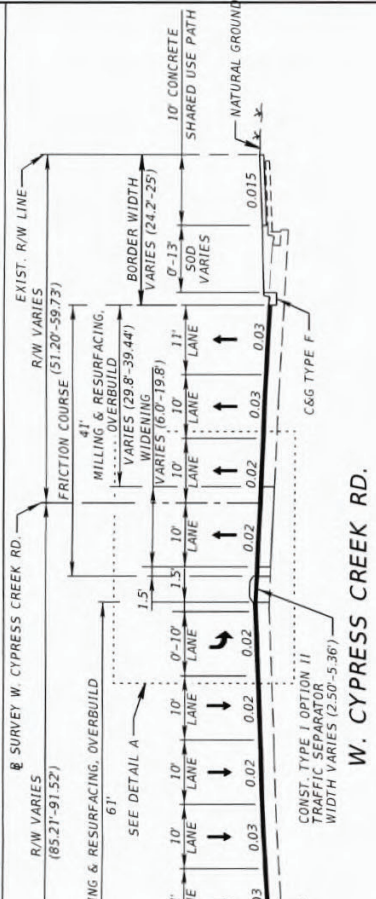 ℄ SURVEY W. CYPRESS CREEK RD.
EXIST. R/W LINE
R/W VARIES
(85.21'-91.52')
R/W VARIES
(51.20'-59.73')
FRICTION COURSE
41'
BORDER WIDTH
VARIES (24.2'-25')
10' CONCRETE
SHARED USE PATH
NATURAL GROUND
NG & RESURFACING, OVERBUILD
61'
MILLING & RESURFACING,
OVERBUILD
VARIES (29.8'-39.44')
WIDENING
VARIES (6.0'-19.8')
0'-13'
SOD
VARIES
SEE DETAIL A
1.5'
1.5'
10'
LANE
10'
LANE
10'
LANE
0'-10'
LANE
10'
LANE
10'
LANE
10'
LANE
11'
LANE
0.03
0.02
0.02
0.02
0.02
0.02
0.03
0.03
0.015
CONST. TYPE I OPTION II
TRAFFIC SEPARATOR
WIDTH VARIES (2.50'-5.36')
C&G TYPE F
W. CYPRESS CREEK RD.